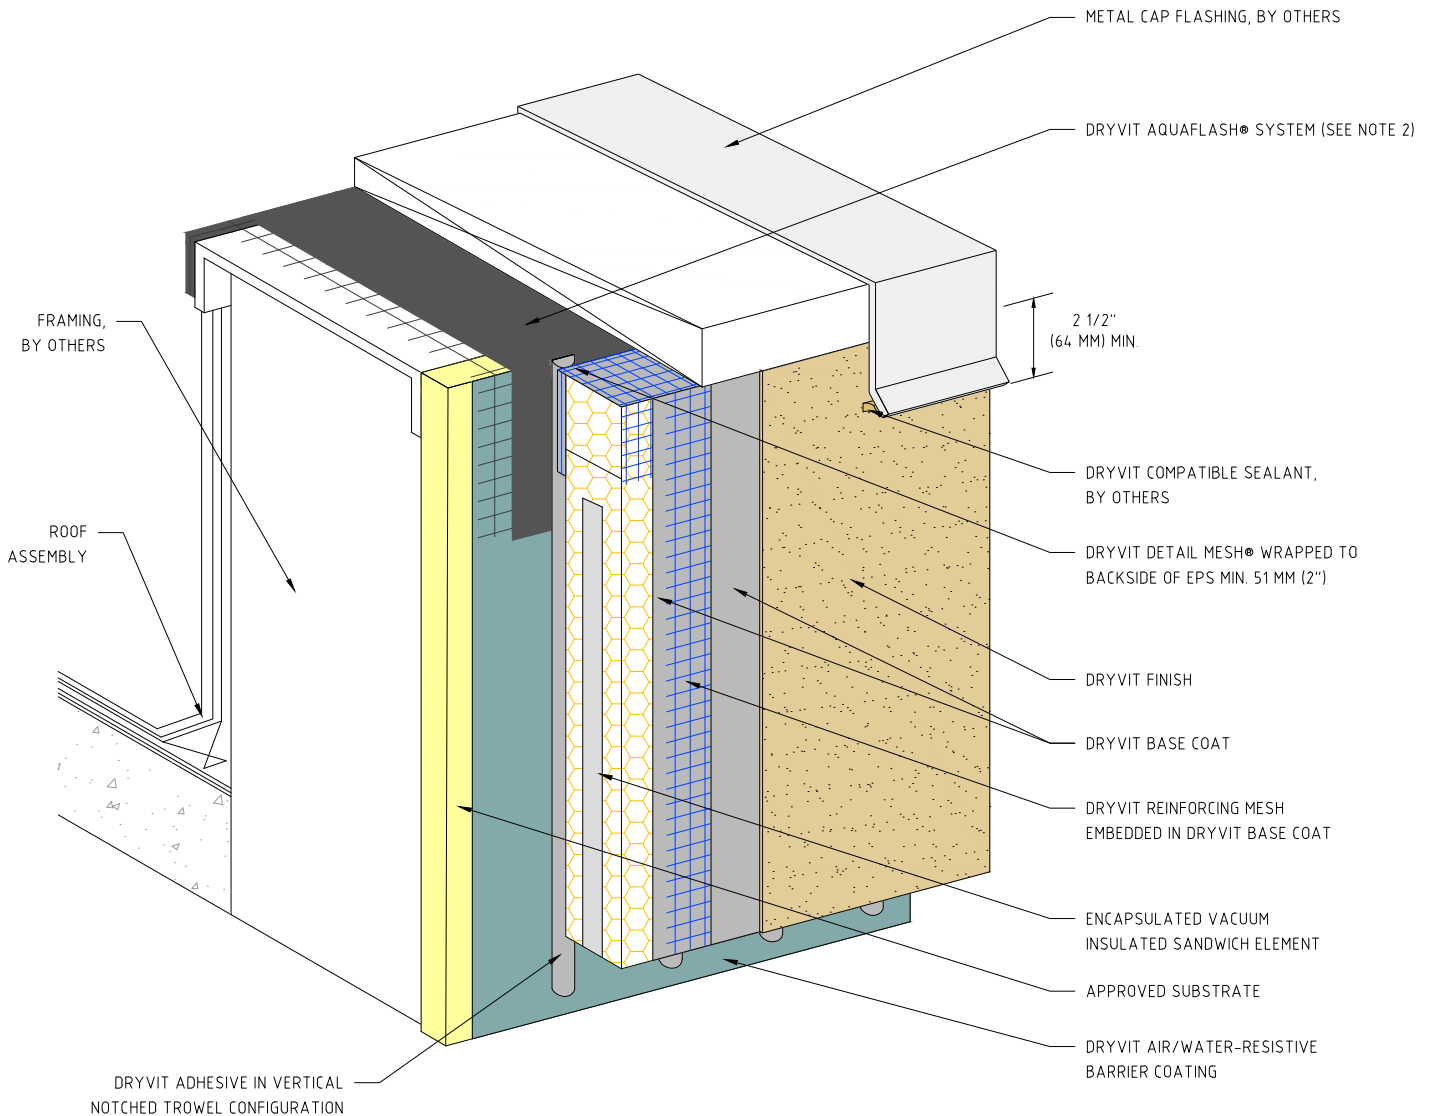 METAL CAP FLASHING, BY OTHERS
DRYVIT AQUAFLASH® SYSTEM (SEE NOTE 2)
FRAMING,
BY OTHERS
2 1/2"
(64 MM) MIN.
ROOF
ASSEMBLY
DRYVIT COMPATIBLE SEALANT,
BY OTHERS
DRYVIT DETAIL MESH® WRAPPED TO
BACKSIDE OF EPS MIN. 51 MM (2")
DRYVIT FINISH
DRYVIT BASE COAT
DRYVIT REINFORCING MESH
EMBEDDED IN DRYVIT BASE COAT
ENCAPSULATED VACUUM
INSULATED SANDWICH ELEMENT
APPROVED SUBSTRATE
DRYVIT AIR/WATER-RESISTIVE
BARRIER COATING
DRYVIT ADHESIVE IN VERTICAL
NOTCHED TROWEL CONFIGURATION